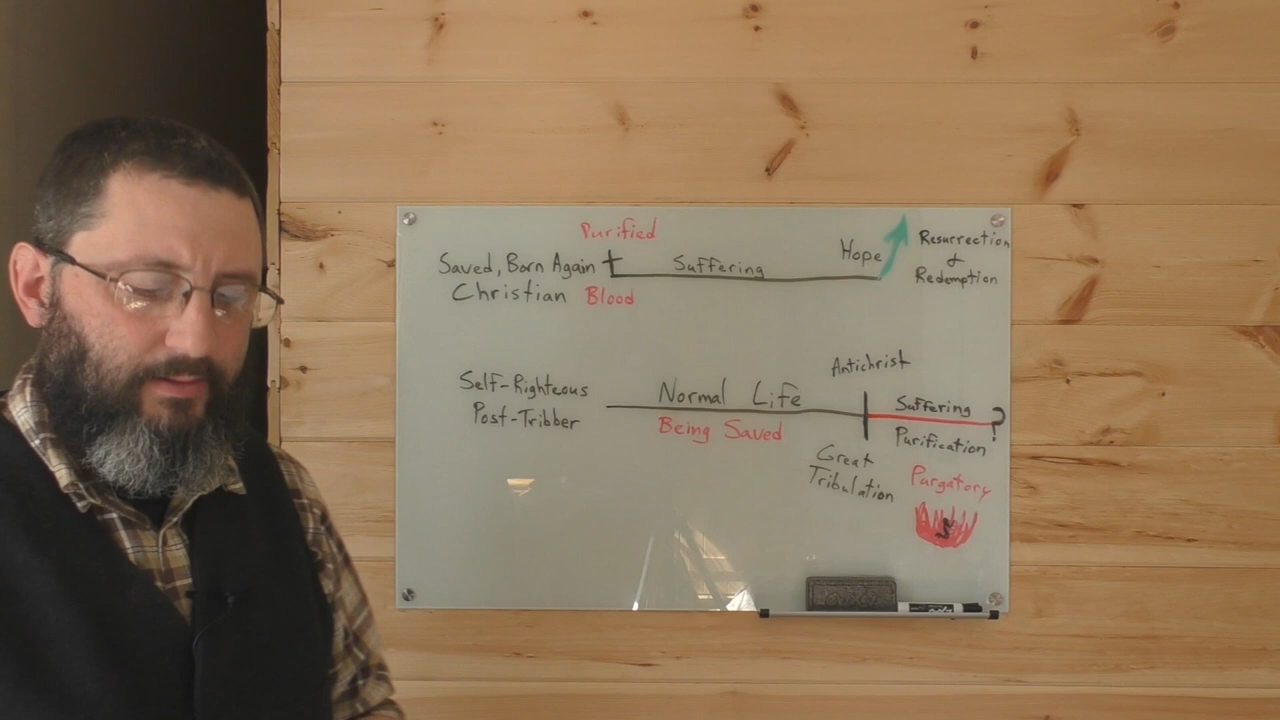 Purified
Saved, Born Again
Christian
Blood
Suffering
Hope
Resurrection
&
Redemption
Self-Righteous
Post-Tribber
Normal Life
Being Saved
Antichrist
Great
Tribulation
Suffering
?
Purification
Purgatory
EXPO